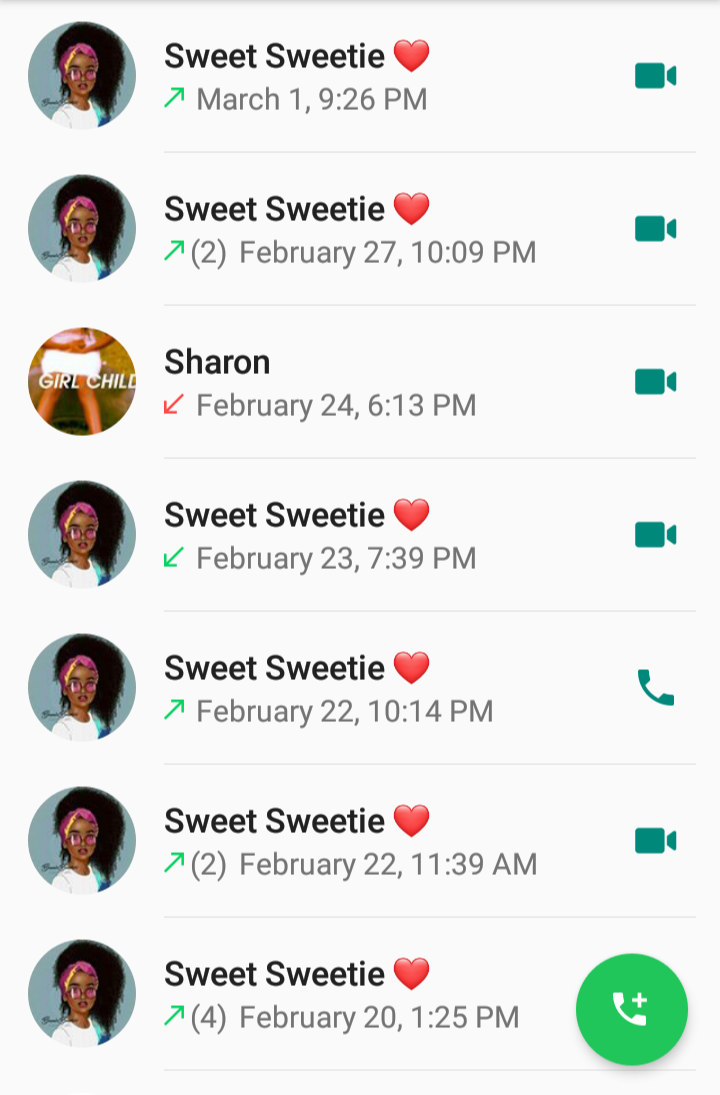 Sweet Sweetie ❤️
March 1, 9:26 PM
Sweet Sweetie ❤️
(2) February 27, 10:09 PM
Sharon
GIRL CHILD
February 24, 6:13 PM
Sweet Sweetie ❤️
February 23, 7:39 PM
Sweet Sweetie ❤️
February 22, 10:14 PM
Sweet Sweetie ❤️
(2) February 22, 11:39 AM
Sweet Sweetie ❤️
(4) February 20, 1:25 PM